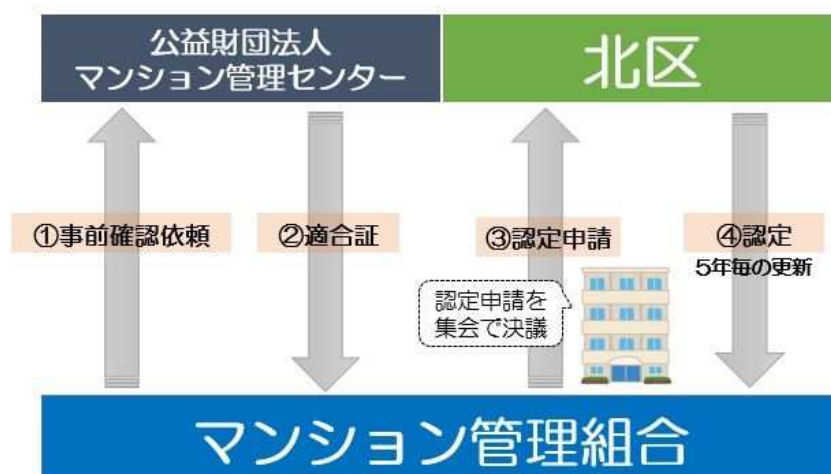 公益財団法人
マンション管理センター
北区
①事前確認依頼
②適合証
③認定申請
④認定
5年毎の更新
認定申請を
集会で決議
マンション管理組合